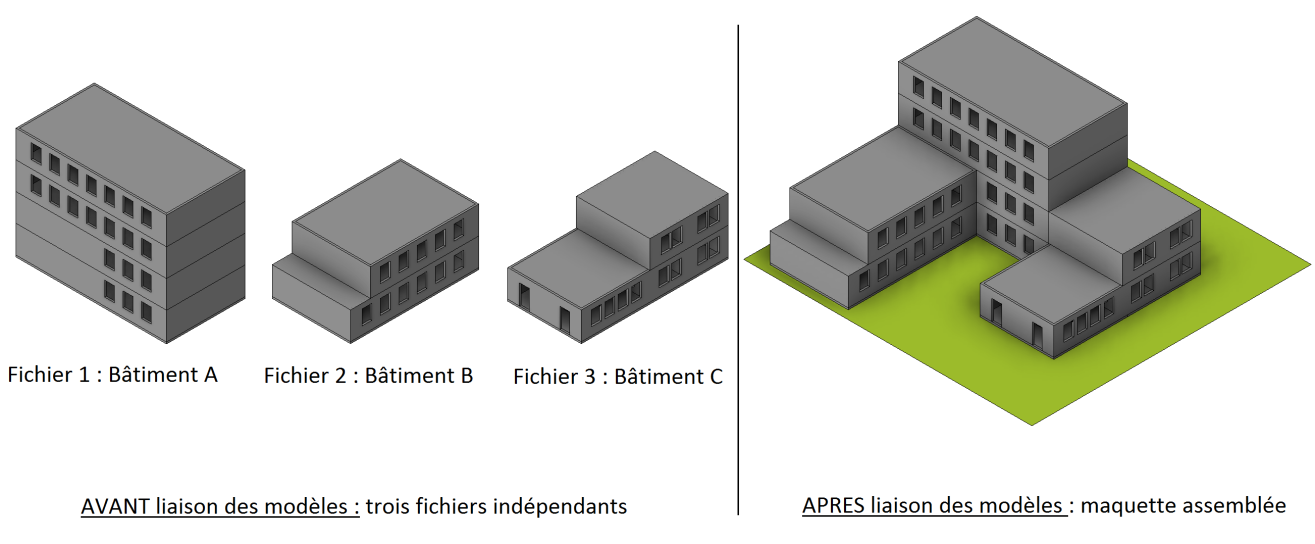 Fichier 1 : Bâtiment A
Fichier 2 : Bâtiment B
Fichier 3 : Bâtiment C
AVANT liaison des modèles : trois fichiers indépendants
APRES liaison des modèles : maquette assemblée